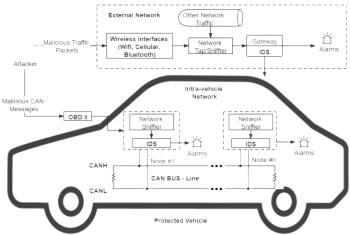 External Network
Other Network
Traffic
Malicious Traffic
Packets
Wireless Interfaces
(Wifi, Cellular,
Bluetooth)
Network
Tap/Sniffer
Gateway
IDS
Alarms
Attacker
Intra-vehicle
Network
Malicious CAN
Messages
OBD II
Network
Sniffer
IDS
Alarms
Network
Sniffer
IDS
Alarms
CANH
Node #1
Node #n
CAN BUS - Line
CANL
Protected Vehicle